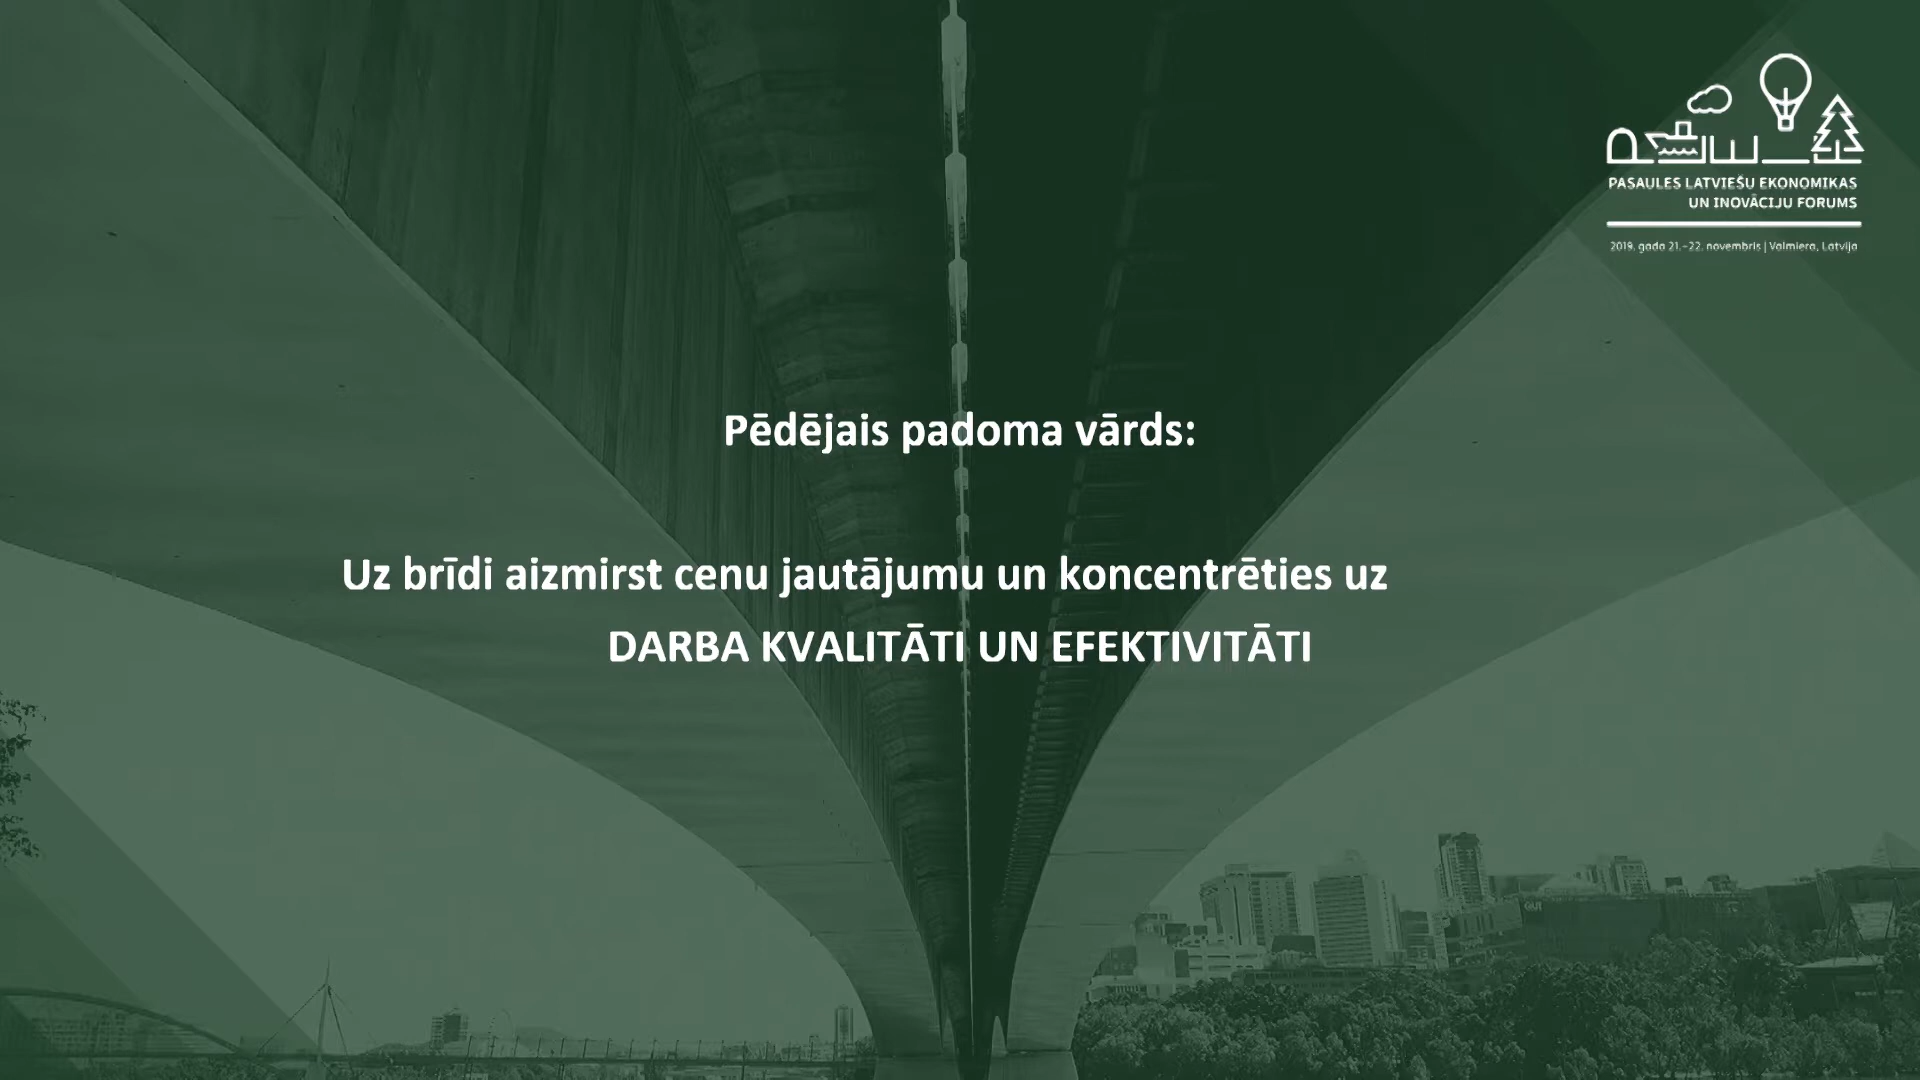 PASAULES LATVIEŠU EKONOMIKAS
UN INOVĀCIJU FORUMS
2019. gada 21.–22. novembris | Valmiera, Latvija
Pēdējais padoma vārds:
Uz brīdi aizmirst cenu jautājumu un koncentrēties uz
DARBA KVALITĀTI UN EFEKTIVITĀTI